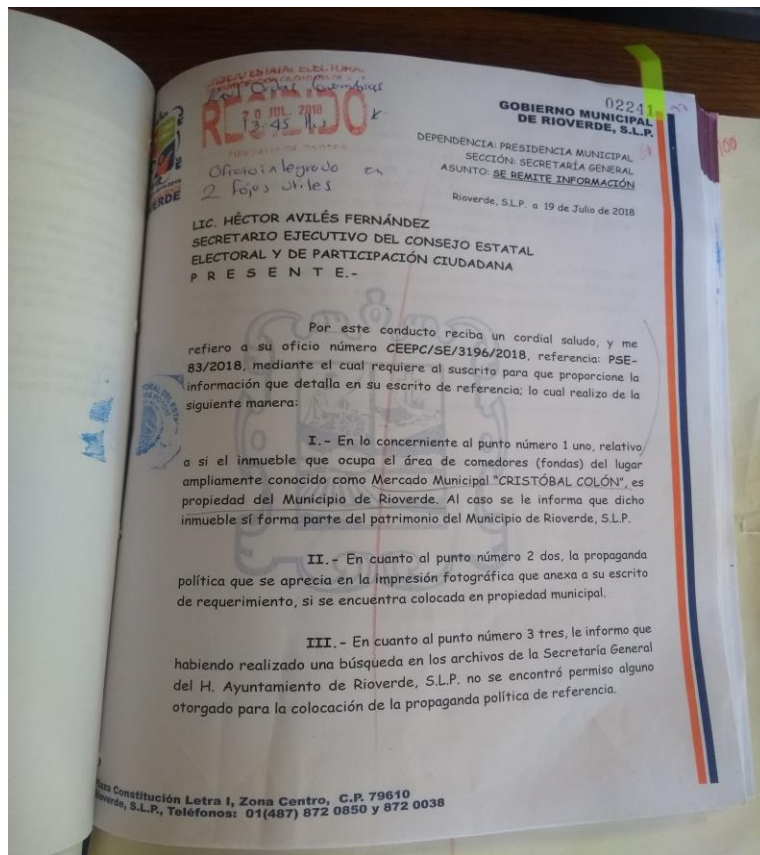 CONSEJO ESTATAL ELECTORAL
RECIBIDO
20 JUL. 2018
13:45
Oficio integrado en
2 fojas utiles
02241
GOBIERNO MUNICIPAL
DE RIOVERDE, S.L.P.
DEPENDENCIA: PRESIDENCIA MUNICIPAL
SECCIÓN: SECRETARÍA GENERAL
ASUNTO: SE REMITE INFORMACIÓN
Rioverde, S.L.P. a 19 de Julio de 2018
LIC. HÉCTOR AVILÉS FERNÁNDEZ
SECRETARIO EJECUTIVO DEL CONSEJO ESTATAL
ELECTORAL Y DE PARTICIPACIÓN CIUDADANA
P R E S E N T E.-
Por este conducto reciba un cordial saludo, y me
refiero a su oficio número CEEPC/SE/3196/2018, referencia: PSE-
83/2018, mediante el cual requiere al suscrito para que proporcione la
información que detalla en su escrito de referencia; lo cual realizo de la
siguiente manera:
I.- En lo concerniente al punto número 1 uno, relativo
a si el inmueble que ocupa el área de comedores (fondas) del lugar
ampliamente conocido como Mercado Municipal "CRISTÓBAL COLÓN", es
propiedad del Municipio de Rioverde. Al caso se le informa que dicho
inmueble sí forma parte del patrimonio del Municipio de Rioverde, S.L.P.
II.- En cuanto al punto número 2 dos, la propaganda
política que se aprecia en la impresión fotográfica que anexa a su escrito
de requerimiento, si se encuentra colocada en propiedad municipal.
III.- En cuanto al punto número 3 tres, le informo que
habiendo realizado una búsqueda en los archivos de la Secretaría General
del H. Ayuntamiento de Rioverde, S.L.P. no se encontró permiso alguno
otorgado para la colocación de la propaganda política de referencia.
Constitución Letra I, Zona Centro, C.P. 79610
Rioverde, S.L.P., Teléfonos: 01(487) 872 0850 y 872 0038